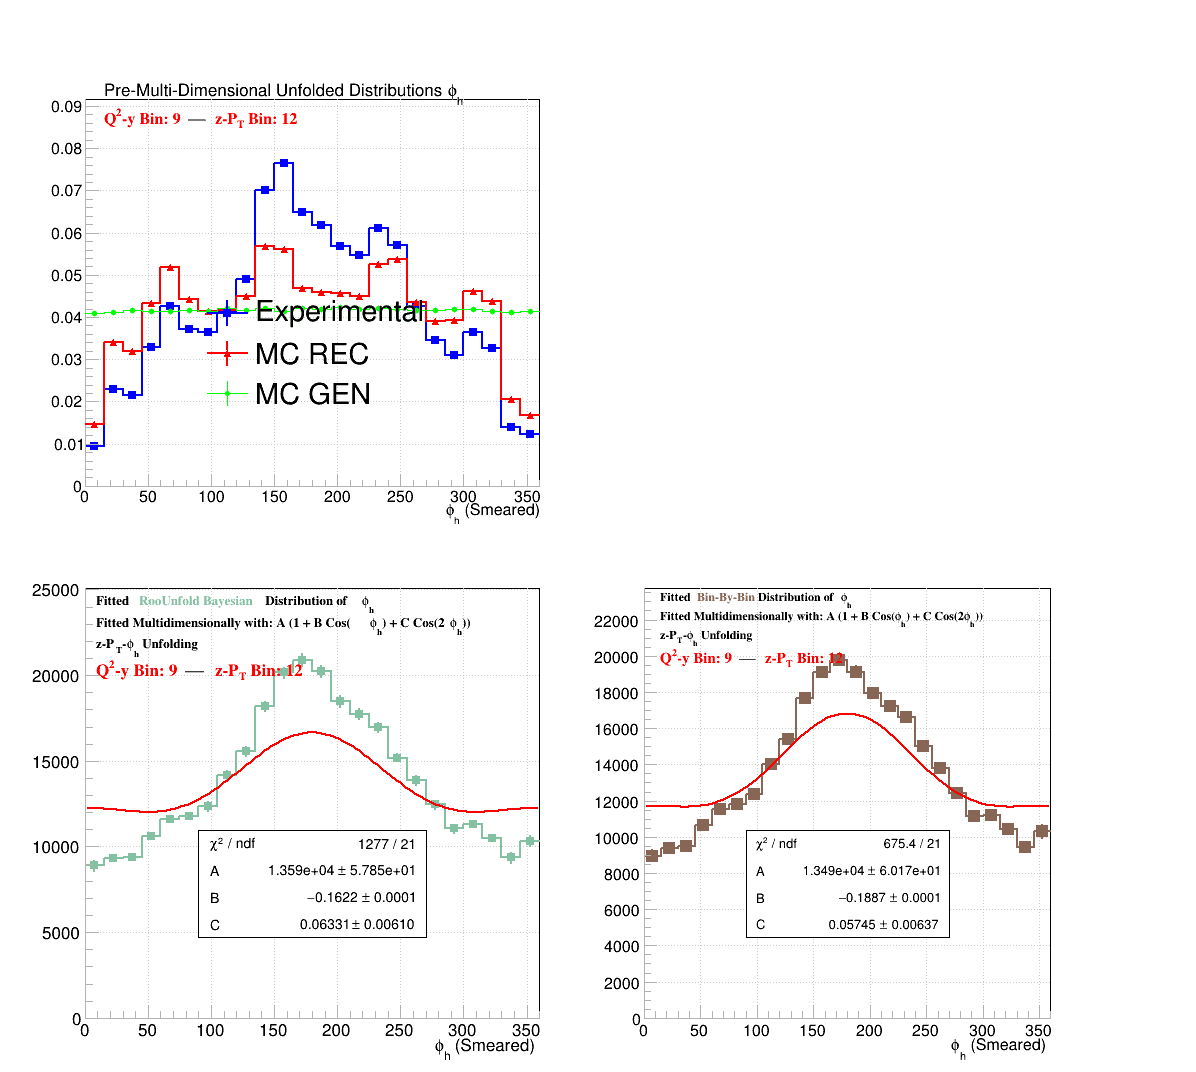 Pre-Multi-Dimensional Unfolded Distributions ϕh
Q2-y Bin: 9 — z-PT Bin: 12
0.09
0.08
0.07
0.06
0.05
0.04
0.03
0.02
0.01
0
Experimental
MC REC
MC GEN
0 50 100 150 200 250 300 350
ϕh (Smeared)
Fitted RooUnfold Bayesian Distribution of ϕh
Fitted Multidimensionally with: A (1 + B Cos(ϕh) + C Cos(2 ϕh))
z-PT-ϕh Unfolding
Q2-y Bin: 9 — z-PT Bin: 12
25000
20000
15000
10000
5000
0
χ2 / ndf 1277 / 21
A 1.359e+04 ± 5.785e+01
B −0.1622 ± 0.0001
C 0.06331 ± 0.00610
0 50 100 150 200 250 300 350
ϕh (Smeared)
Fitted Bin-By-Bin Distribution of ϕh
Fitted Multidimensionally with: A (1 + B Cos(ϕh) + C Cos(2ϕh))
z-PT-ϕh Unfolding
Q2-y Bin: 9 — z-PT Bin: 12
22000
20000
18000
16000
14000
12000
10000
8000
6000
4000
2000
0
χ2 / ndf 675.4 / 21
A 1.349e+04 ± 6.017e+01
B −0.1887 ± 0.0001
C 0.05745 ± 0.00637
0 50 100 150 200 250 300 350
ϕh (Smeared)